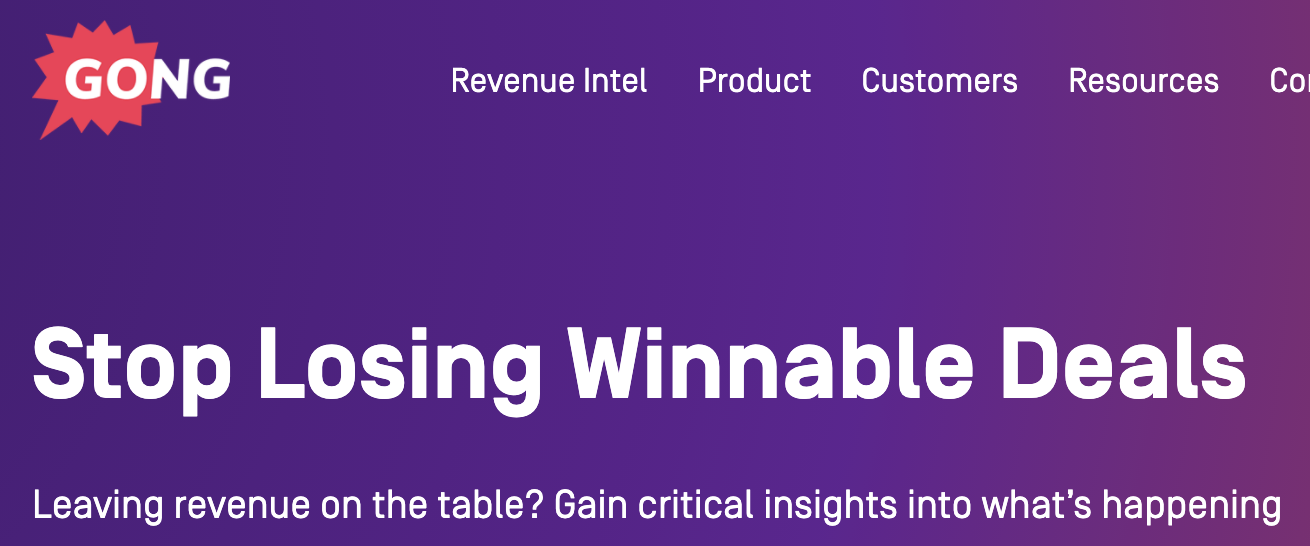 GONG
Revenue Intel Product Customers Resources
Stop Losing Winnable Deals
Leaving revenue on the table? Gain critical insights into what’s happening